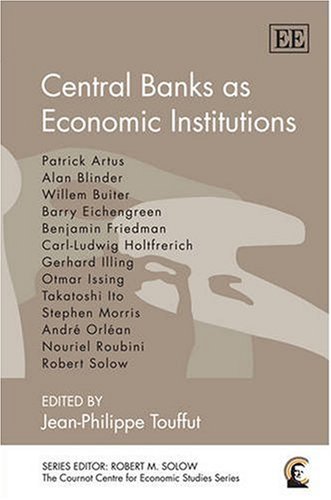 EE
Central Banks as
Economic Institutions
Patrick Artus
Alan Blinder
Willem Buiter
Barry Eichengreen
Benjamin Friedman
Carl-Ludwig Holtfrerich
Gerhard Illing
Otmar Issing
Takatoshi Ito
Stephen Morris
André Orléan
Nouriel Roubini
Robert Solow
EDITED BY
Jean-Philippe Touffut
SERIES EDITOR: ROBERT M. SOLOW
The Cournot Centre for Economic Studies Series